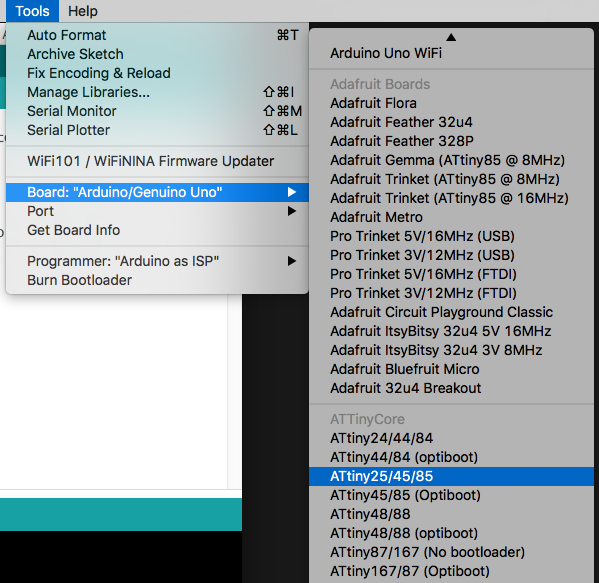 Tools Help
Auto Format ⌘T
Archive Sketch
Fix Encoding & Reload
Manage Libraries... ⇧⌘I
Serial Monitor ⇧⌘M
Serial Plotter ⇧⌘L
WiFi101 / WiFiNINA Firmware Updater
Board: "Arduino/Genuino Uno"
Port
Get Board Info
Programmer: "Arduino as ISP"
Burn Bootloader
Arduino Uno WiFi
Adafruit Boards
Adafruit Flora
Adafruit Feather 32u4
Adafruit Feather 328P
Adafruit Gemma (ATtiny85 @ 8MHz)
Adafruit Trinket (ATtiny85 @ 8MHz)
Adafruit Trinket (ATtiny85 @ 16MHz)
Adafruit Metro
Pro Trinket 5V/16MHz (USB)
Pro Trinket 3V/12MHz (USB)
Pro Trinket 5V/16MHz (FTDI)
Pro Trinket 3V/12MHz (FTDI)
Adafruit Circuit Playground Classic
Adafruit ItsyBitsy 32u4 5V 16MHz
Adafruit ItsyBitsy 32u4 3V 8MHz
Adafruit Bluefruit Micro
Adafruit 32u4 Breakout
ATTinyCore
ATtiny24/44/84
ATtiny44/84 (optiboot)
ATtiny25/45/85
ATtiny45/85 (Optiboot)
ATtiny48/88
ATtiny48/88 (optiboot)
ATtiny87/167 (No bootloader)
ATtiny167/87 (Optiboot)